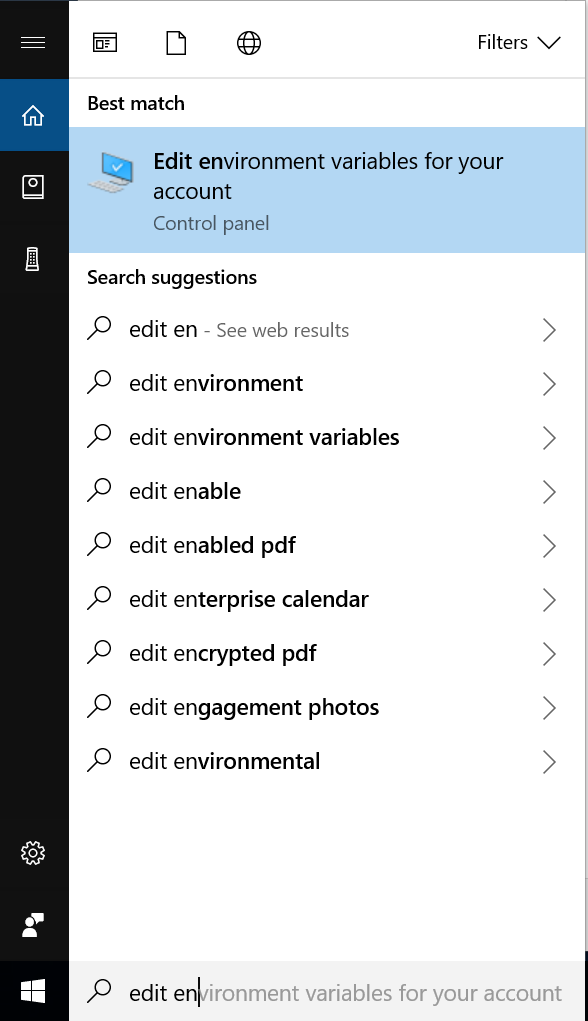 Filters
Best match
Edit environment variables for your
account
Control panel
Search suggestions
edit en - See web results
edit environment
edit environment variables
edit enable
edit enabled pdf
edit enterprise calendar
edit encrypted pdf
edit engagement photos
edit environmental
edit environment variables for your account